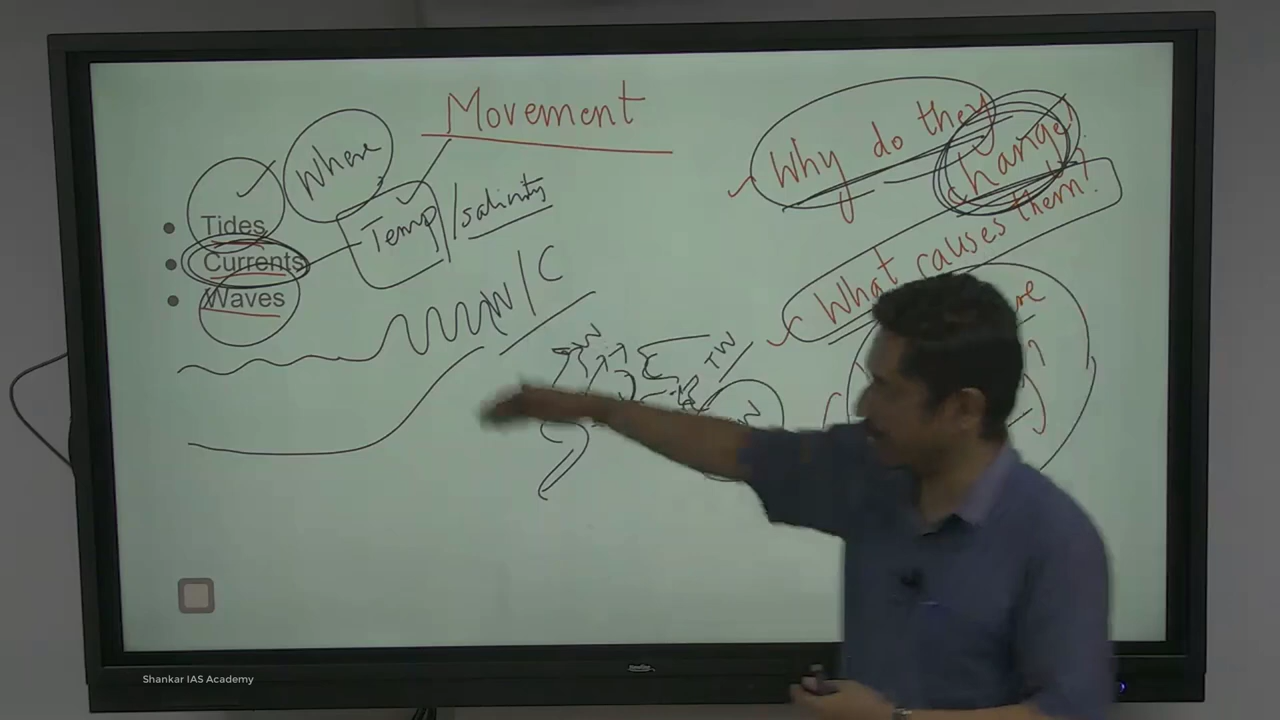 Movement
Where
Tides
Currents
Waves
Temp/salinity
W/C
TW
Why do they
change?
What causes them?
Shankar IAS Academy